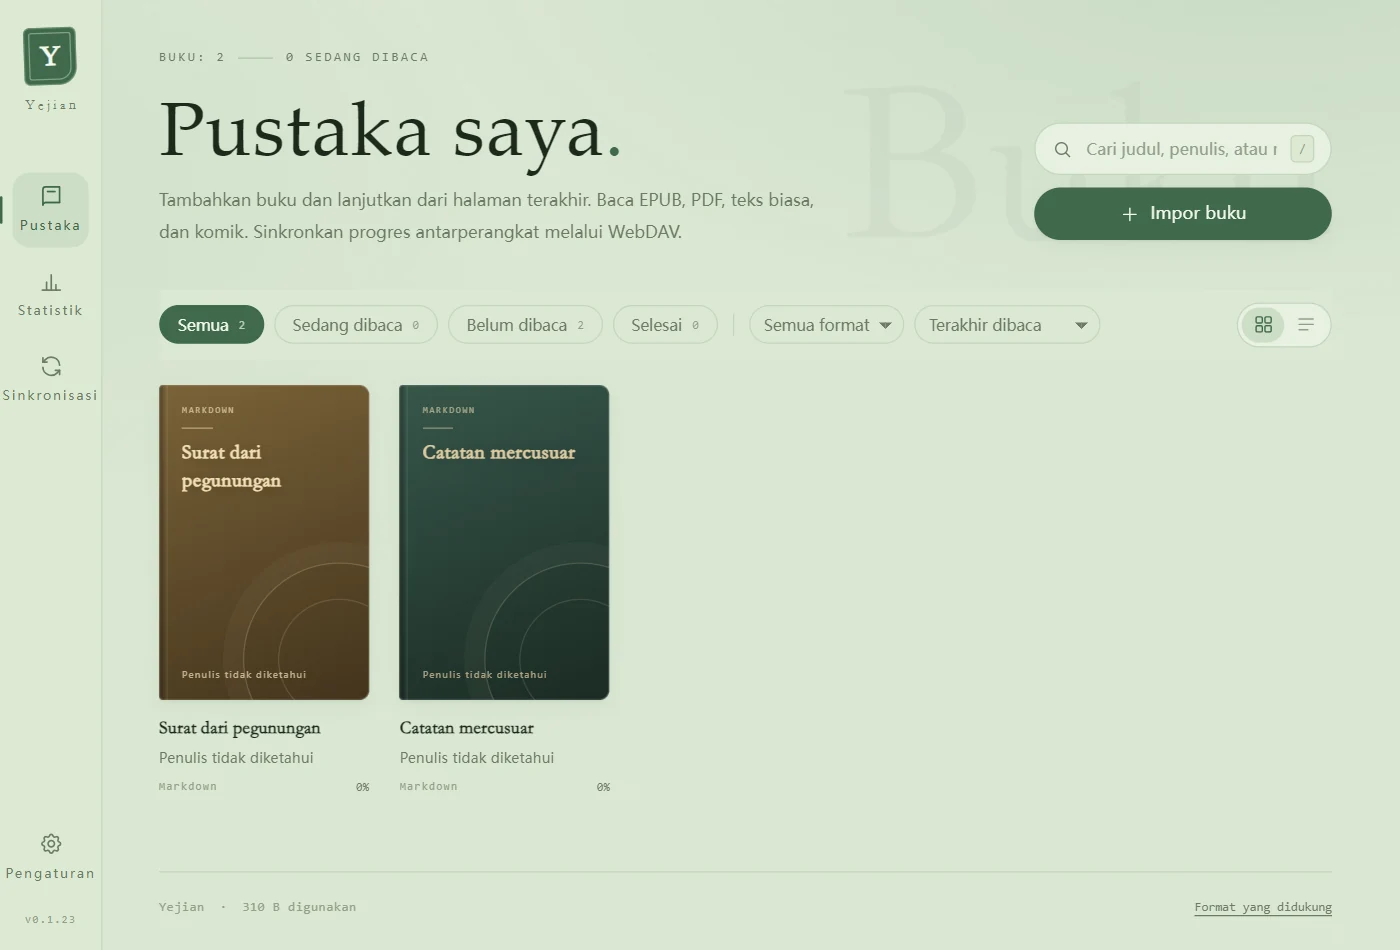 Y
Yejian
Pustaka
Statistik
Sinkronisasi
Pengaturan
v0.1.23
BUKU: 2 0 SEDANG DIBACA
Pustaka saya.
Tambahkan buku dan lanjutkan dari halaman terakhir. Baca EPUB, PDF, teks biasa,
dan komik. Sinkronkan progres antarperangkat melalui WebDAV.
Buku
Cari judul, penulis, atau /
Impor buku
Semua 2 Sedang dibaca 0 Belum dibaca 2 Selesai 0 Semua format Terakhir dibaca
MARKDOWN
Surat dari
pegunungan
Penulis tidak diketahui
Surat dari pegunungan
Penulis tidak diketahui
Markdown 0%
MARKDOWN
Catatan mercusuar
Penulis tidak diketahui
Catatan mercusuar
Penulis tidak diketahui
Markdown 0%
Yejian · 310 B digunakan
Format yang didukung